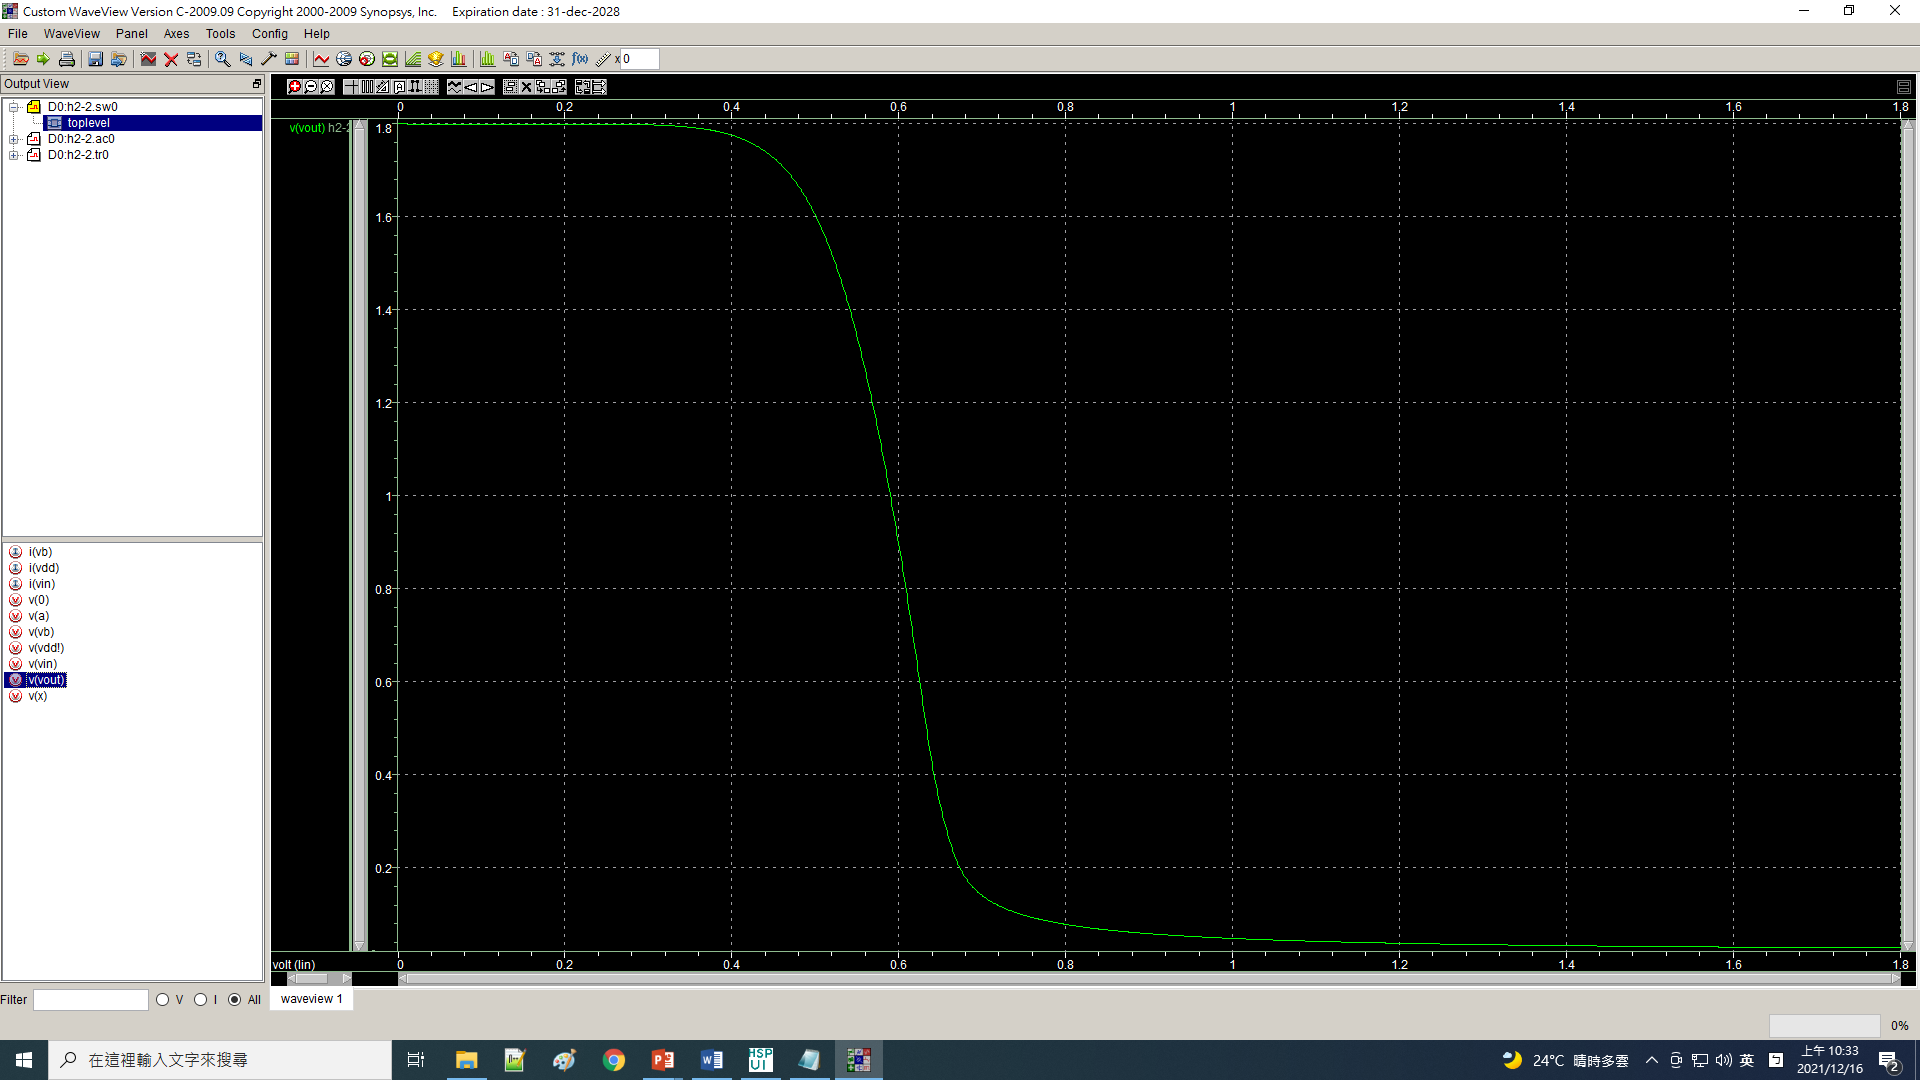 Custom WaveView Version C-2009.09 Copyright 2000-2009 Synopsys, Inc. Expiration date : 31-dec-2028
File WaveView Panel Axes Tools Config Help
x 0
Output View
D0:h2-2.sw0
toplevel
D0:h2-2.ac0
D0:h2-2.tr0
i(vb)
i(vdd)
i(vin)
v(0)
v(a)
v(vb)
v(vdd!)
v(vin)
v(vout)
v(x)
Filter V I All
0 0.2 0.4 0.6 0.8 1 1.2 1.4 1.6 1.8
v(vout) h2-2
1.8
1.6
1.4
1.2
1
0.8
0.6
0.4
0.2
volt (lin) 0 0.2 0.4 0.6 0.8 1 1.2 1.4 1.6 1.8
waveview 1
0%
在這裡輸入文字來搜尋
HSP
UI
24°C 晴時多雲
英
上午 10:33
2021/12/16
2